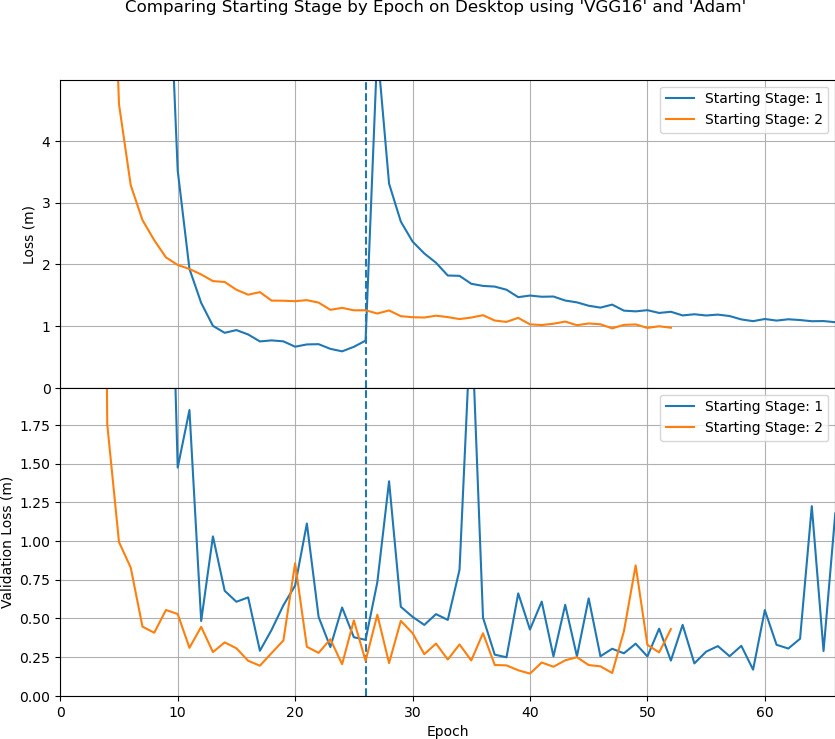 Comparing Starting Stage by Epoch on Desktop using 'VGG16' and 'Adam'
Starting Stage: 1
Starting Stage: 2
4
3
2
1
0
Loss (m)
Starting Stage: 1
Starting Stage: 2
1.75
1.50
1.25
1.00
0.75
0.50
0.25
0.00
Validation Loss (m)
0 10 20 30 40 50 60
Epoch